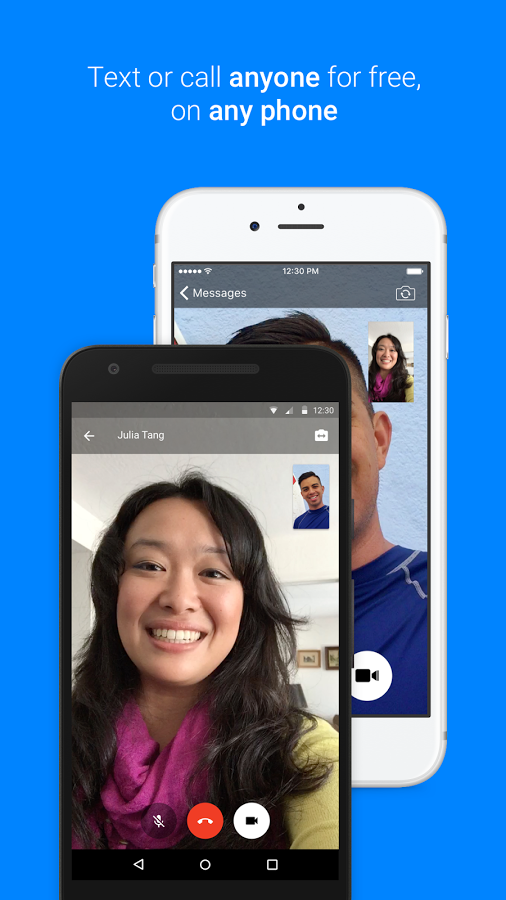 Text or call anyone for free,
on any phone
12:30 PM
Messages
12:30
Julia Tang